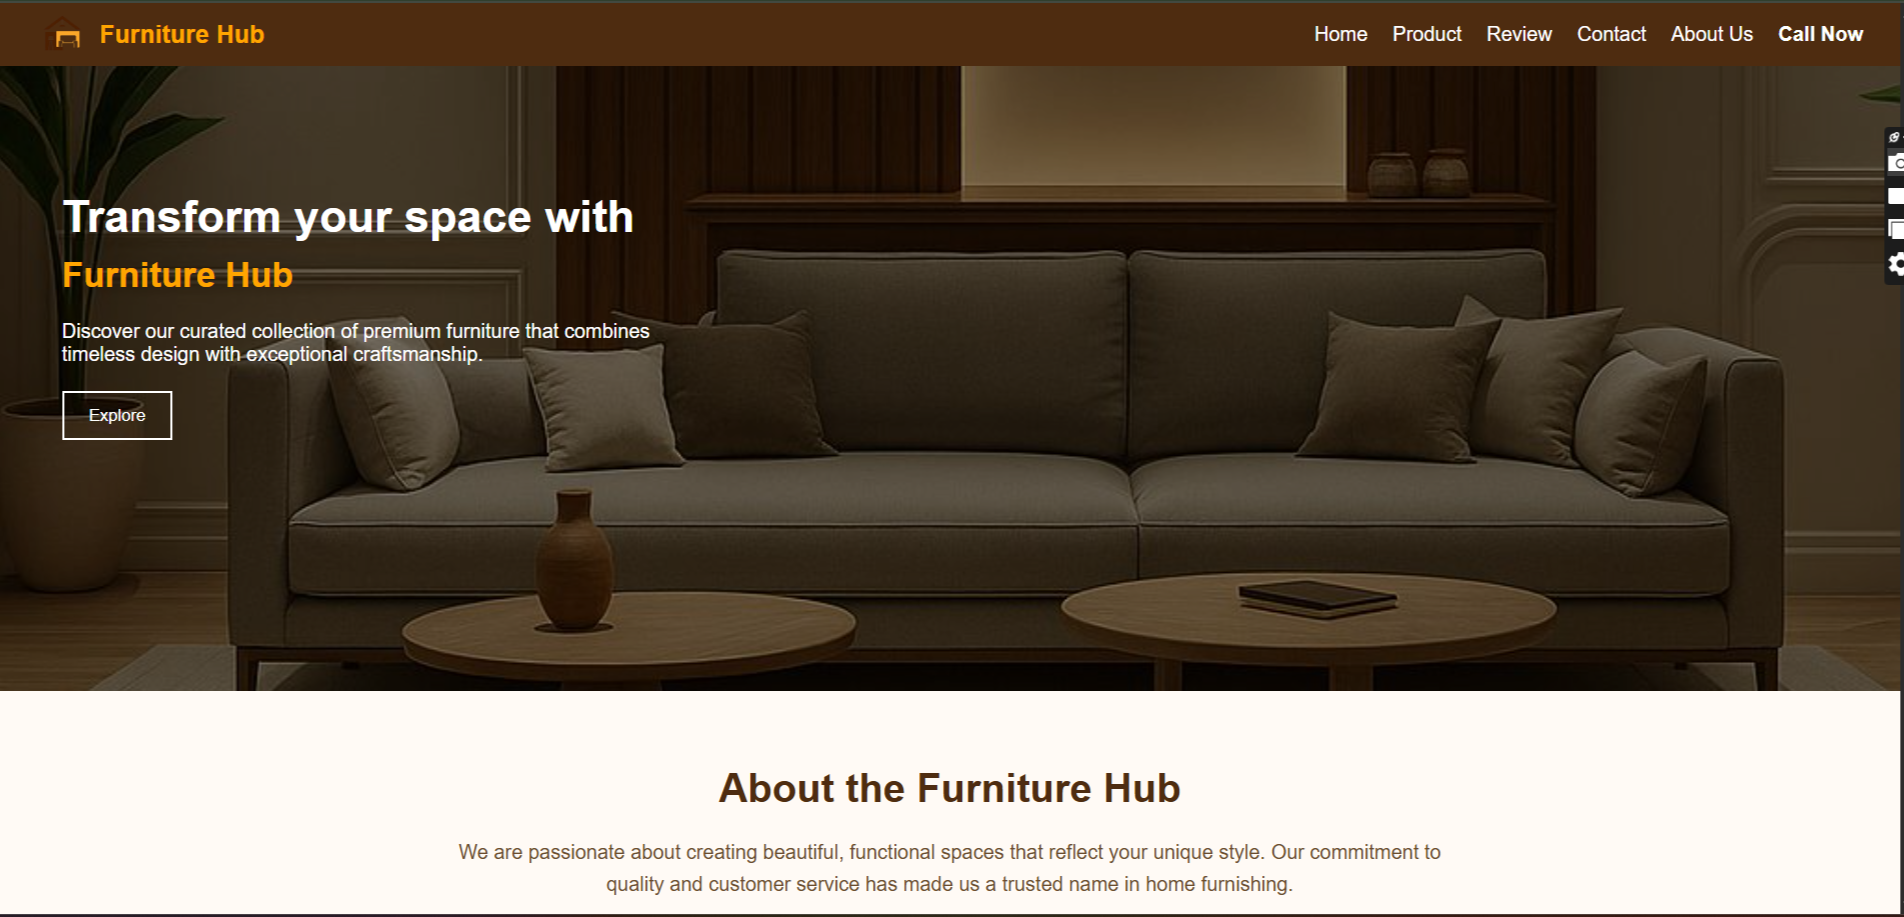 Furniture Hub
Home Product Review Contact About Us Call Now
Transform your space with
Furniture Hub
Discover our curated collection of premium furniture that combines
timeless design with exceptional craftsmanship.
Explore
About the Furniture Hub
We are passionate about creating beautiful, functional spaces that reflect your unique style. Our commitment to
quality and customer service has made us a trusted name in home furnishing.